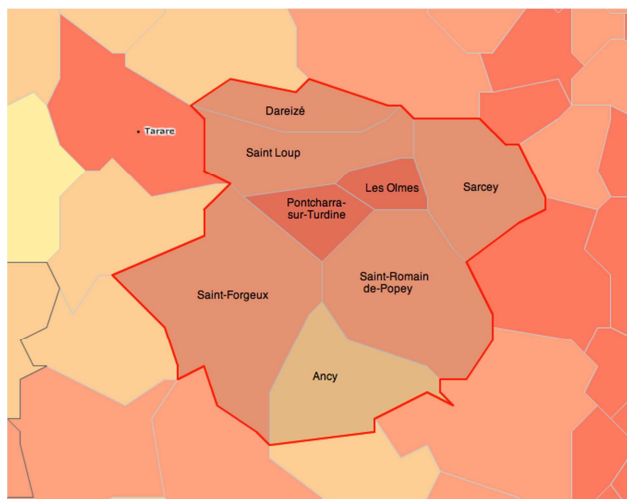 Dareizé
Tarare
Saint Loup
Les Olmes
Sarcey
Pontcharra-
sur-Turdine
Saint-Romain
de-Popey
Saint-Forgeux
Ancy